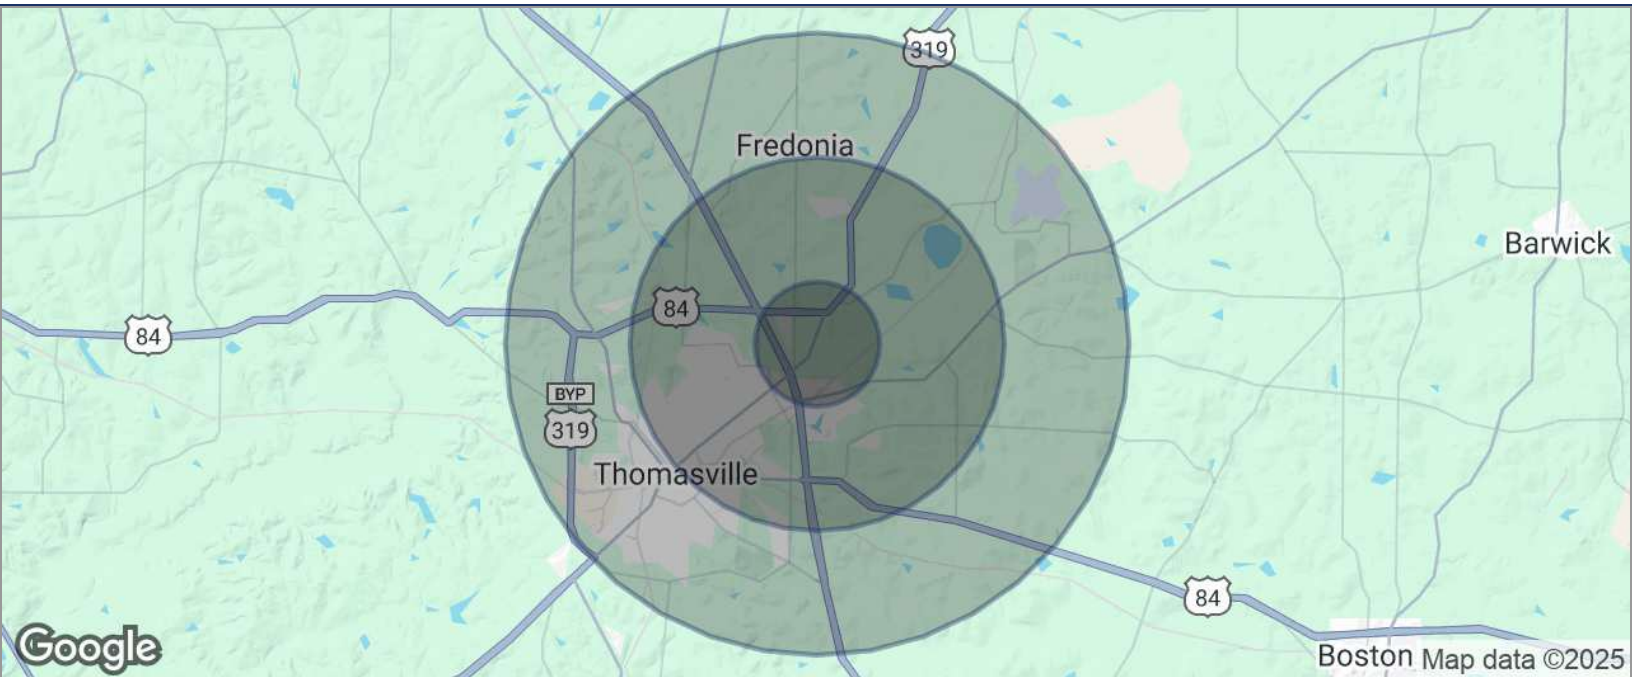 319
Fredonia
Barwick
84
84
BYP
319
Thomasville
84
Google
Boston
Map data ©2025